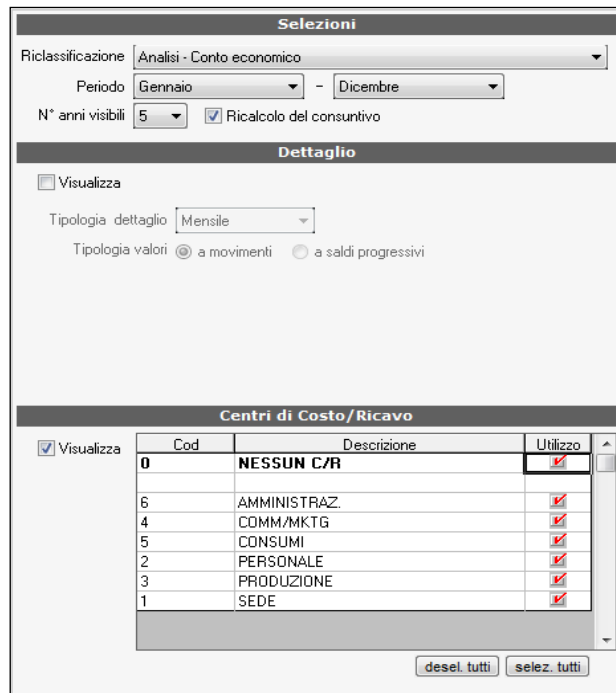 Selezioni
Riclassificazione Analisi - Conto economico
Periodo Gennaio - Dicembre
N° anni visibili 5 Ricalcolo del consuntivo
Dettaglio
Visualizza
Tipologia dettaglio Mensile
Tipologia valori a movimenti a saldi progressivi
Centri di Costo/Ricavo
Visualizza Cod Descrizione Utilizzo
0 NESSUN C/R
6 AMMINISTRAZ.
4 COMM/MKTG
5 CONSUMI
2 PERSONALE
3 PRODUZIONE
1 SEDE
desel. tutti selez. tutti